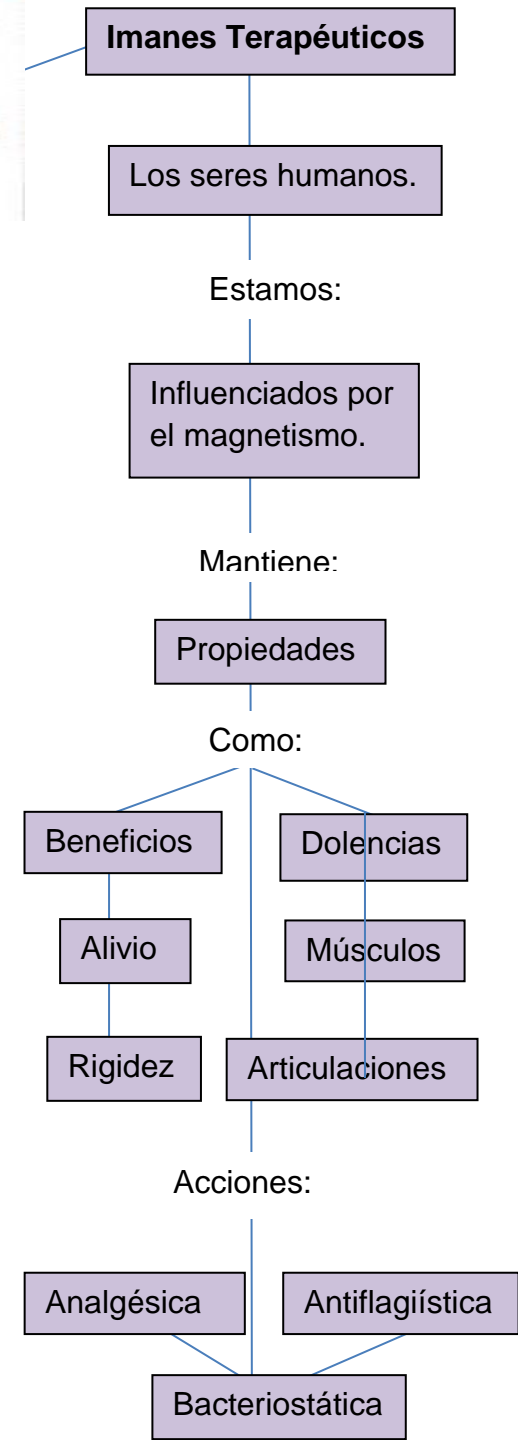 Imanes Terapéuticos
Los seres humanos.
Estamos:
Influenciados por
el magnetismo.
Mantiene:
Propiedades
Como:
Beneficios
Dolencias
Alivio
Músculos
Rigidez
Articulaciones
Acciones:
Analgésica
Antiflagiística
Bacteriostática